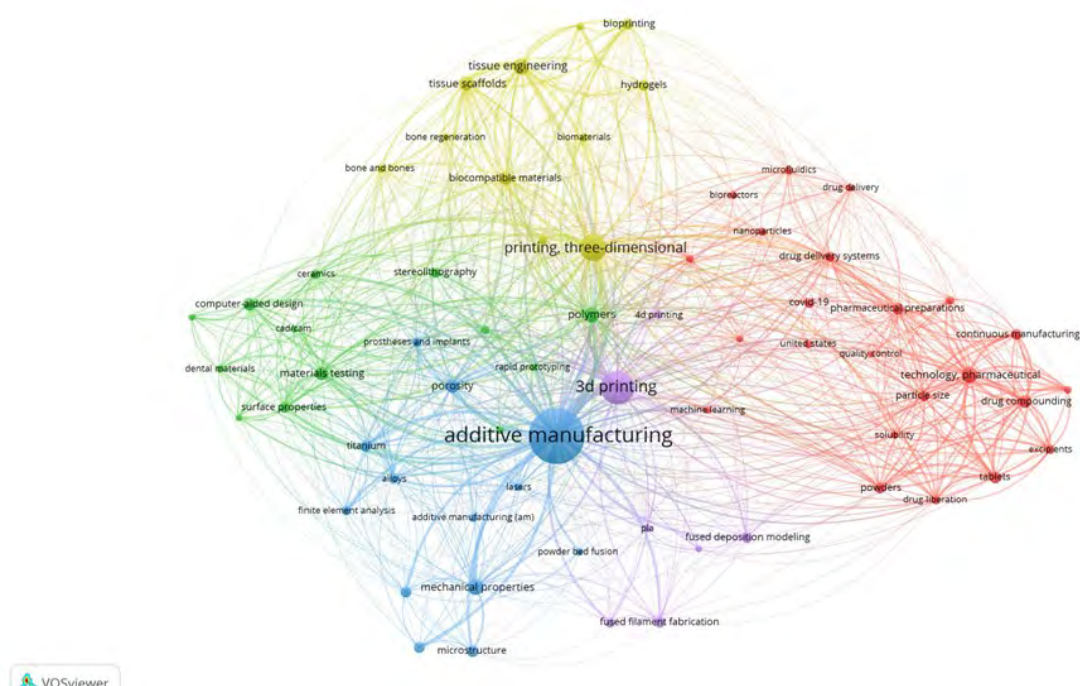 bioprinting
tissue engineering
tissue scaffolds
hydrogels
bone regeneration
biomaterials
bone and bones
biocompatible materials
microfluidics
drug delivery
bioreactors
nanoparticles
printing, three-dimensional
drug delivery systems
ceramics
stereolithography
computer-aided design
covid-19
pharmaceutical preparations
polymers
4d printing
cad/cam
continuous manufacturing
prostheses and implants
united states
quality control
dental materials
materials testing
rapid prototyping
technology, pharmaceutical
porosity
3d printing
particle size
drug compounding
surface properties
machine learning
additive manufacturing
solubility
titanium
excipients
alloys
tablets
lasers
powders
drug liberation
finite element analysis
additive manufacturing (am)
pla
fused deposition modeling
powder bed fusion
mechanical properties
fused filament fabrication
microstructure
VOSviewer